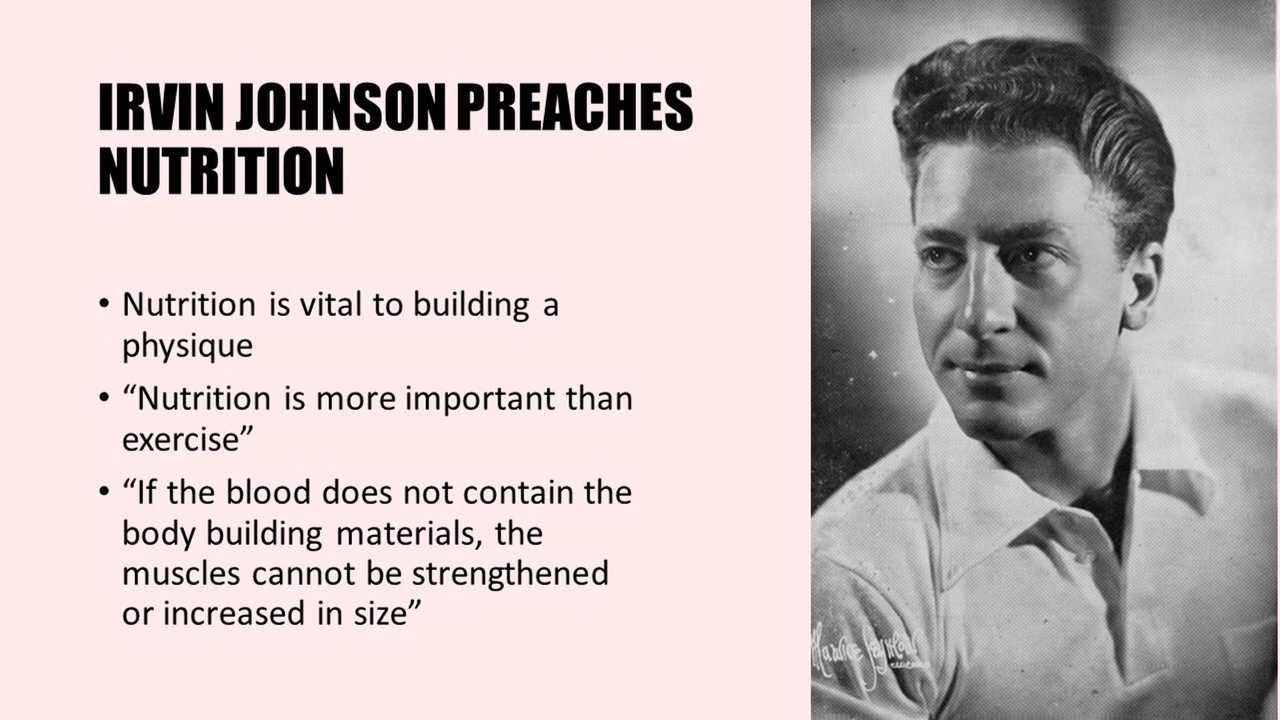 IRVIN JOHNSON PREACHES
NUTRITION
• Nutrition is vital to building a
physique
• “Nutrition is more important than
exercise”
• “If the blood does not contain the
body building materials, the
muscles cannot be strengthened
or increased in size”